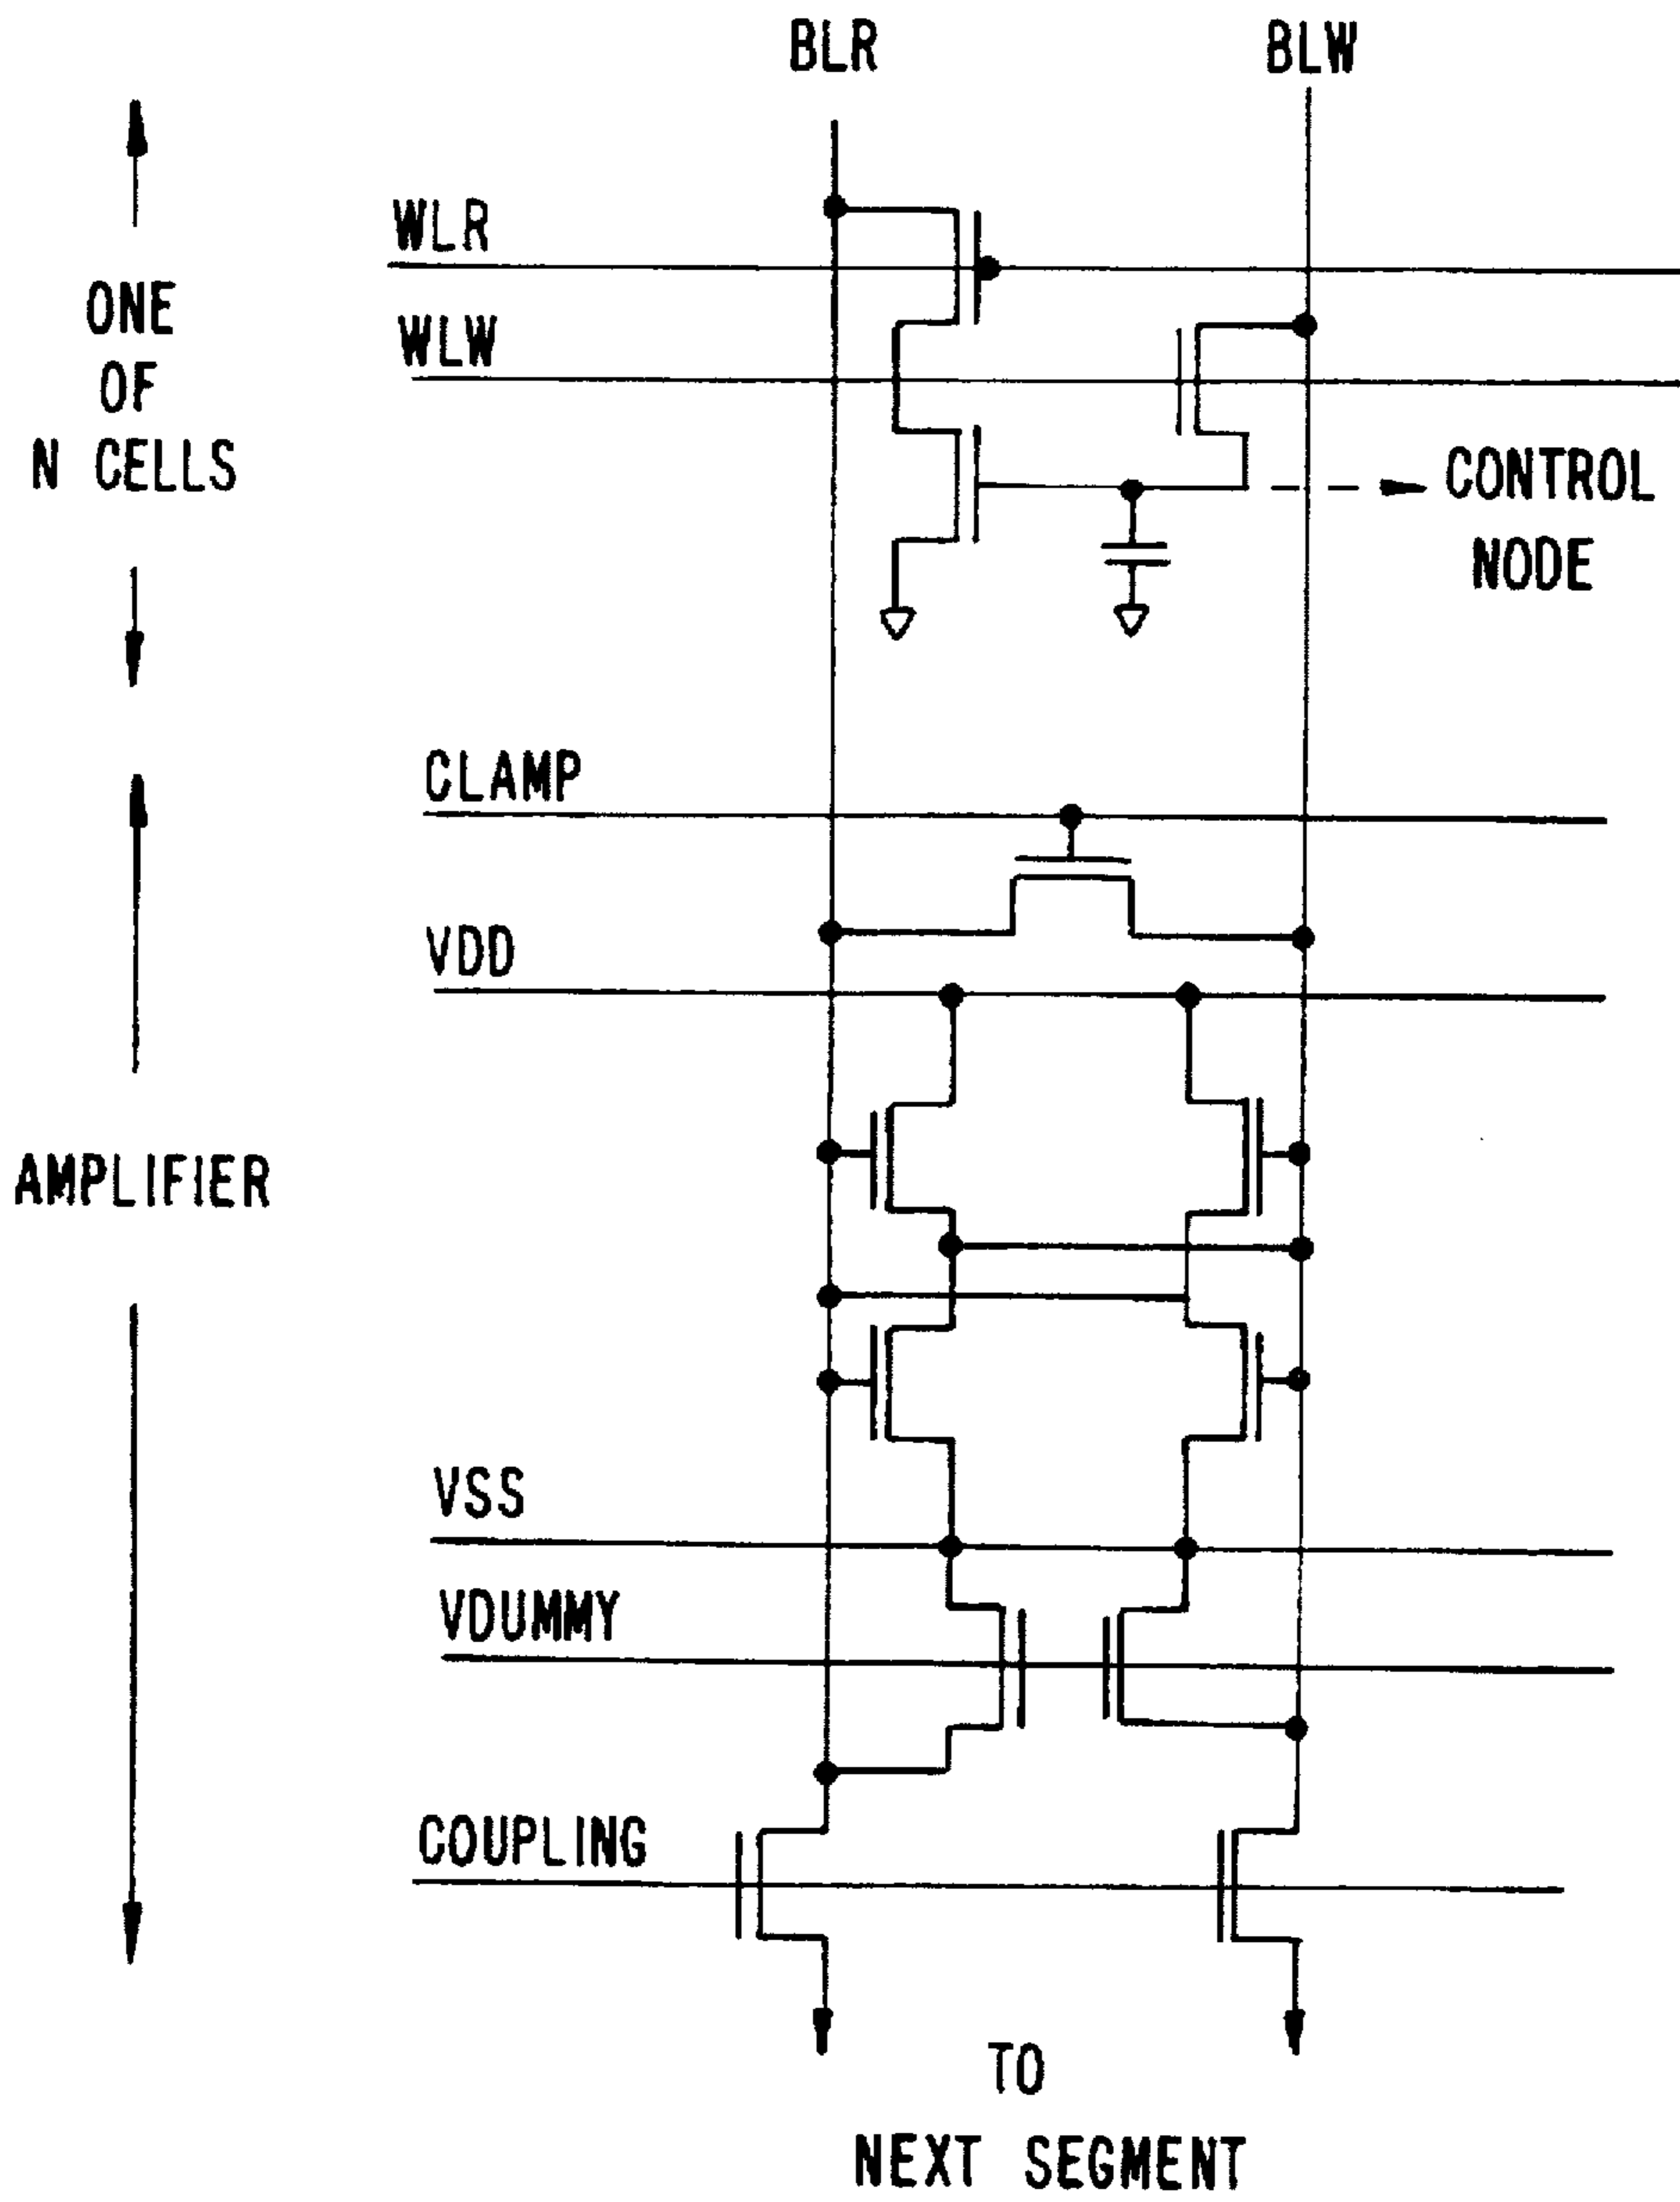 BLR
BLW
WLR
ONE
OF
N CELLS
WLW
CONTROL
NODE
CLAMP
VDD
AMPLIFIER
VSS
VDUMMY
COUPLING
TO
NEXT SEGMENT